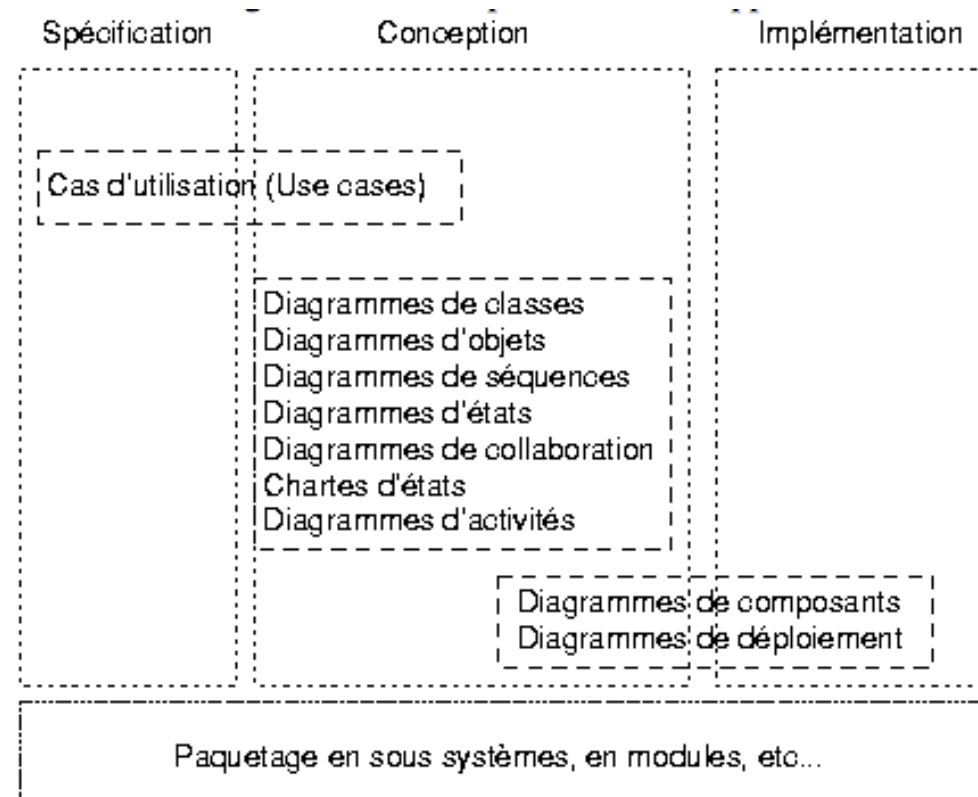 Spécification Conception Implémentation
Cas d'utilisation (Use cases)
Diagrammes de classes
Diagrammes d'objets
Diagrammes de séquences
Diagrammes d'états
Diagrammes de collaboration
Chartes d'états
Diagrammes d'activités
Diagrammes de composants
Diagrammes de déploiement
Paquetage en sous systèmes, en modules, etc...